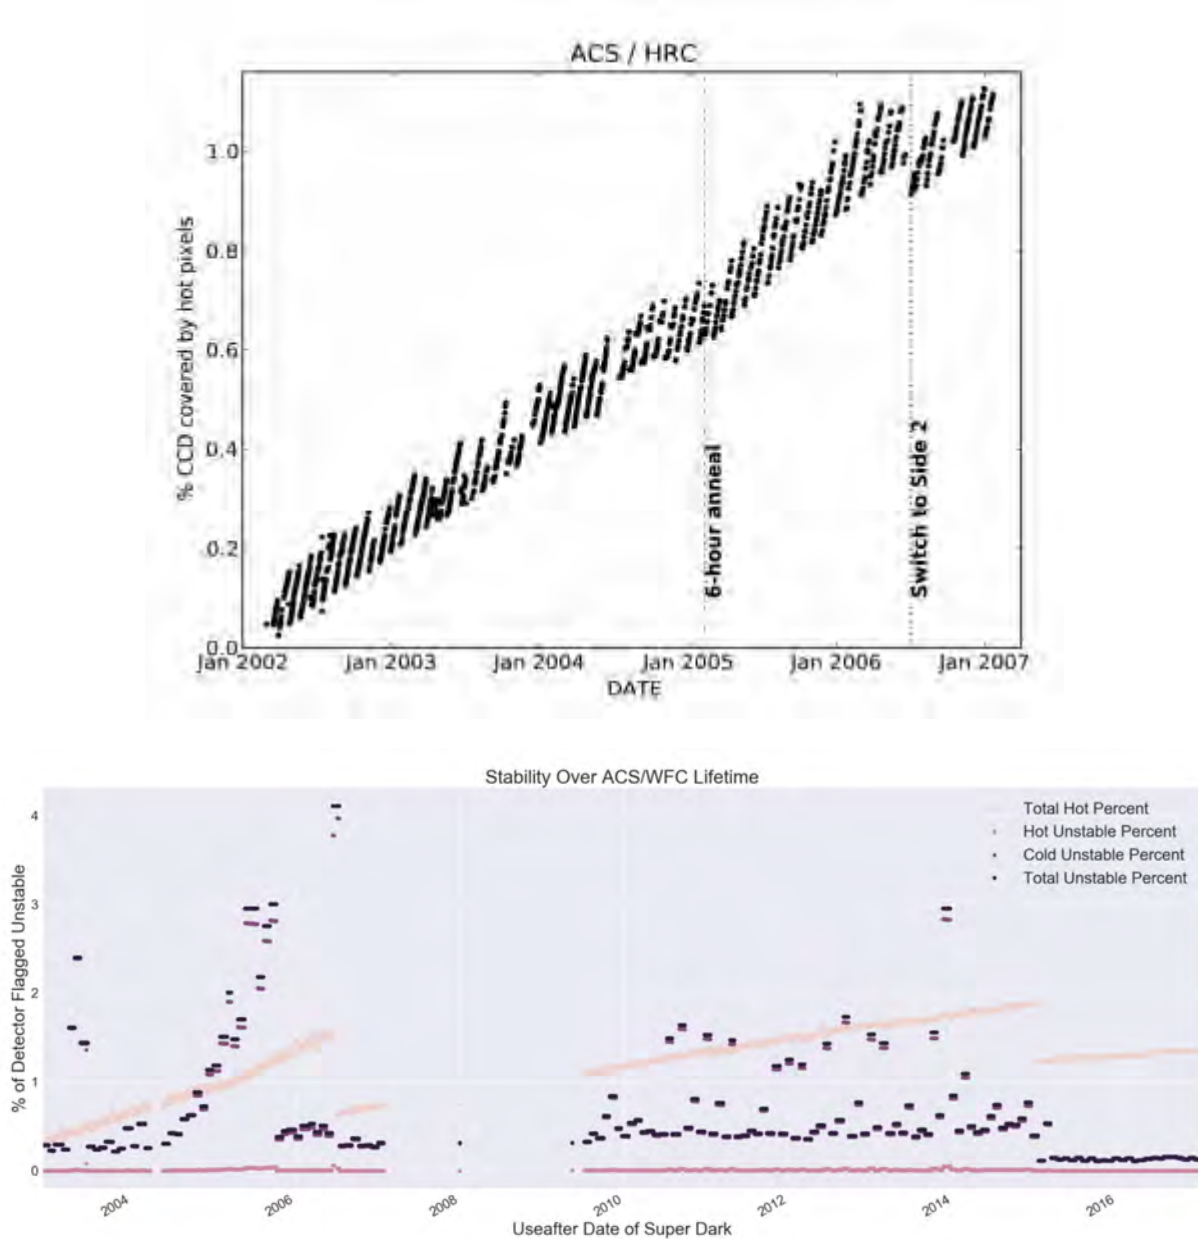 ACS / HRC
% CCD covered by hot pixels
1.0
0.8
0.6
0.4
0.2
0.0
6-hour anneal
Switch to Side 2
Jan 2002 Jan 2003 Jan 2004 Jan 2005 Jan 2006 Jan 2007
DATE
Stability Over ACS/WFC Lifetime
% of Detector Flagged Unstable
4
3
2
1
0
Total Hot Percent
Hot Unstable Percent
Cold Unstable Percent
Total Unstable Percent
2004 2006 2008 2010 2012 2014 2016
Useafter Date of Super Dark